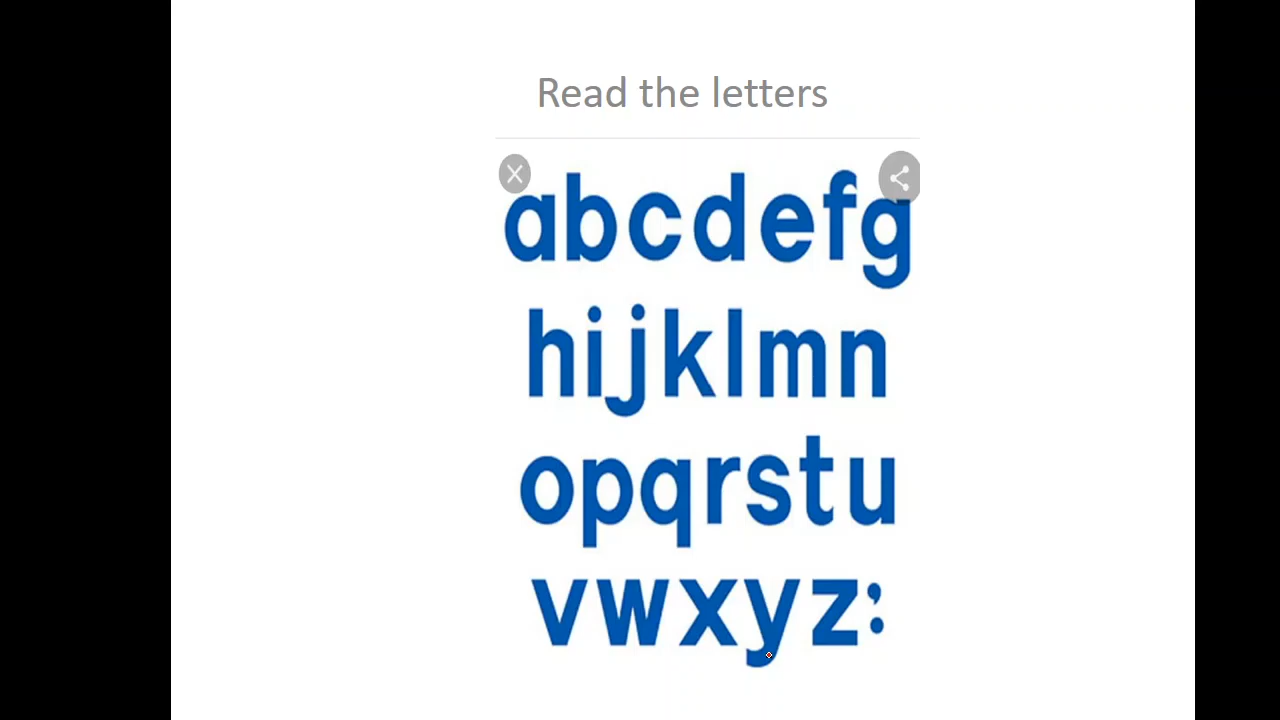 Read the letters
abcdefg
hijklmn
opqrstu
vwxyz: